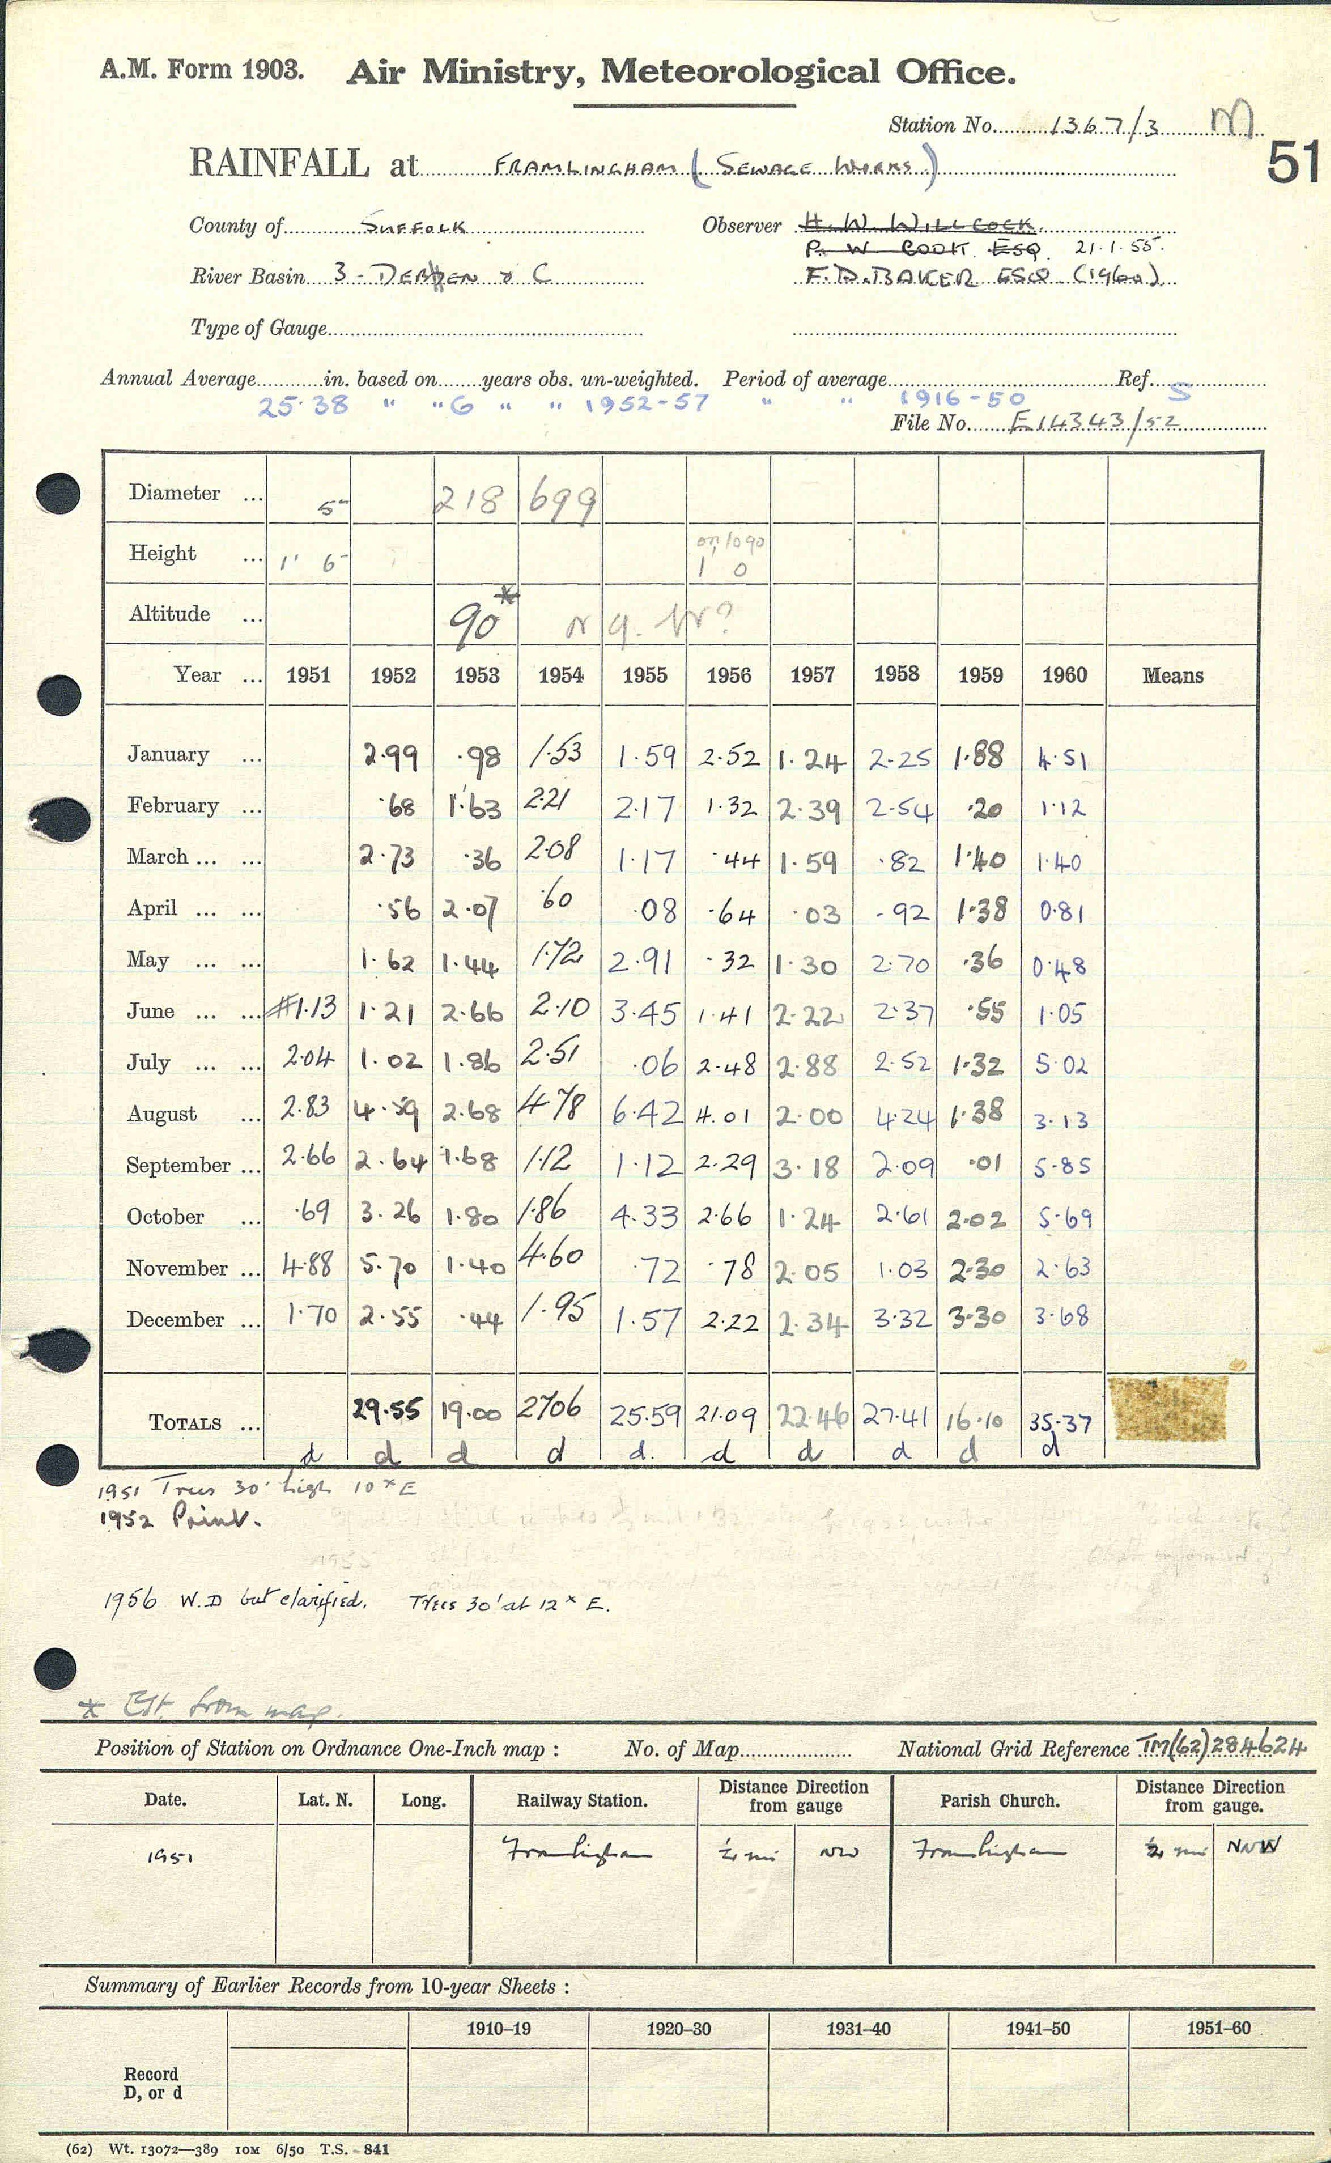 A.M. Form 1903. Air Ministry, Meteorological Office.
Station No. 1367/3 M
51
RAINFALL at FRAMLINGHAM (SEWAGE WORKS)
County of SUFFOLK Observer H. W. WILLCOCK
P. W COOK ESQ 21.1.55.
River Basin 3 - DEBEN & C F.D. BAKER ESQ (1960)
Type of Gauge
Annual Average in. based on years obs. un-weighted. Period of average Ref. S
25.38 " " 6 " " 1952-57 " " 1916-50
File No. E14343/52
Diameter ... 5 218 699
Height ... 1' 6 1 0
Altitude ... 90*
Year ... 1951 1952 1953 1954 1955 1956 1957 1958 1959 1960 Means
January ... 2.99 .98 1.53 1.59 2.52 1.24 2.25 1.88 4.51
February ... .68 1.63 2.21 2.17 1.32 2.39 2.54 .20 1.12
March ... ... 2.73 .36 2.08 1.17 .44 1.59 .82 1.40 1.40
April ... ... .56 2.07 .60 .08 .64 .03 .92 1.38 0.81
May ... ... 1.62 1.44 1.72 2.91 .32 1.30 2.70 .36 0.48
June ... ... #1.13 1.21 2.66 2.10 3.45 1.41 2.22 2.37 .55 1.05
July ... ... 2.04 1.02 1.86 2.51 .06 2.48 2.88 2.52 1.32 5.02
August ... 2.83 4.59 2.68 4.78 6.42 4.01 2.00 4.24 1.38 3.13
September ... 2.66 2.64 1.68 1.12 1.12 2.29 3.18 2.09 .01 5.85
October ... .69 3.26 1.80 1.86 4.33 2.66 1.24 2.61 2.02 5.69
November ... 4.88 5.70 1.40 4.60 .72 .78 2.05 1.03 2.30 2.63
December ... 1.70 2.55 .44 1.95 1.57 2.22 2.34 3.32 3.30 3.68
TOTALS ... 29.55 19.00 2706 25.59 21.09 22.46 27.41 16.10 35.37
d d d d d. d d d d d
1951 Trees 30' high 10 x E
1952 Print.
1956 W.D but clarified. Trees 30' at 12 x E.
* Est. from map.
Position of Station on Ordnance One-Inch map : No. of Map National Grid Reference TM(62)284624
Date. Lat. N. Long. Railway Station. Distance Direction from gauge Parish Church. Distance Direction from gauge.
1951 Framlingham ¼ mi NW Framlingham ½ mi NNW
Summary of Earlier Records from 10-year Sheets :
1910–19 1920–30 1931–40 1941–50 1951–60
Record
D, or d
(62) Wt. 13072—389 10M 6/50 T.S. 841